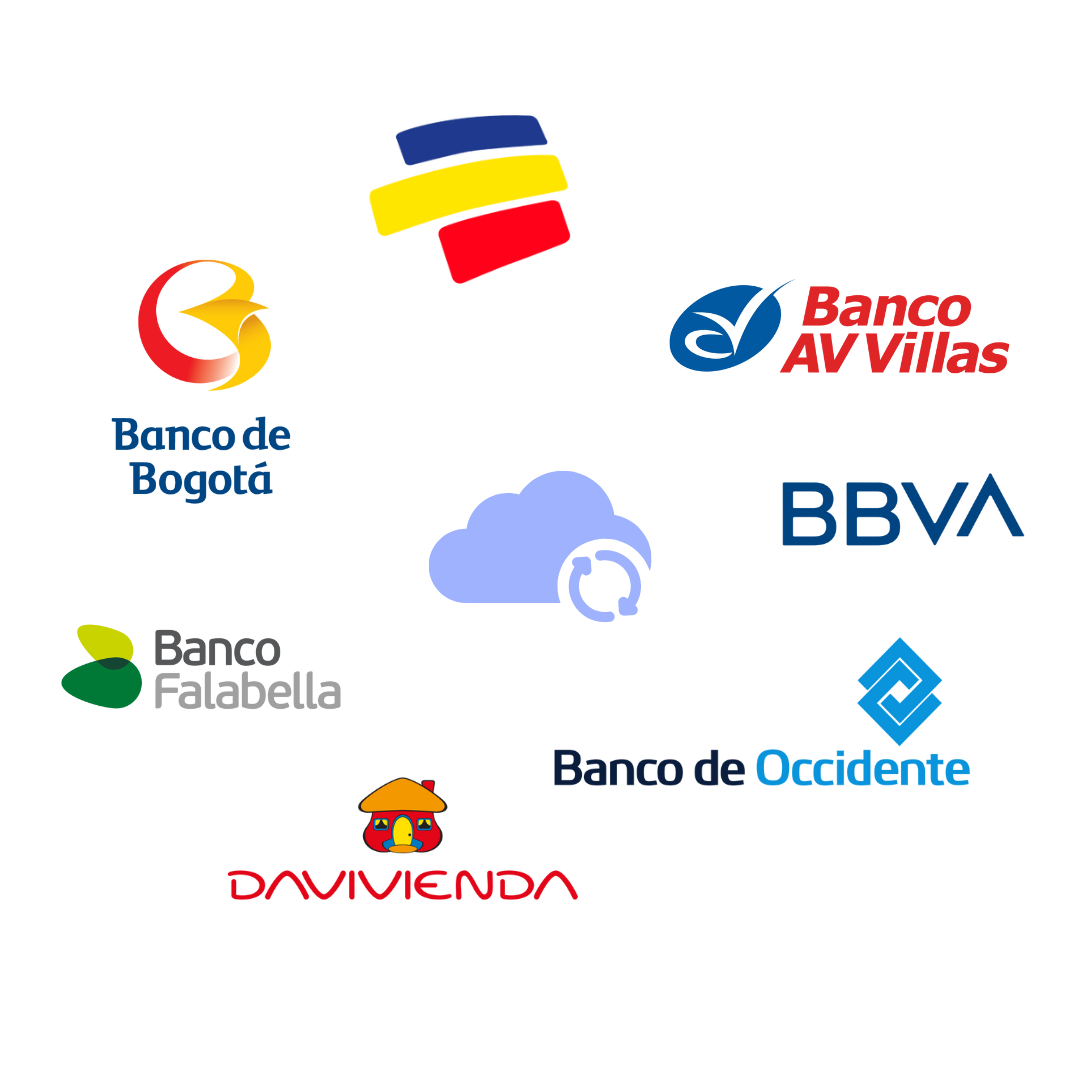 Banco
AV Villas
Banco de
Bogotá
BBVA
Banco
Falabella
Banco de Occidente
DAVIVIENDA